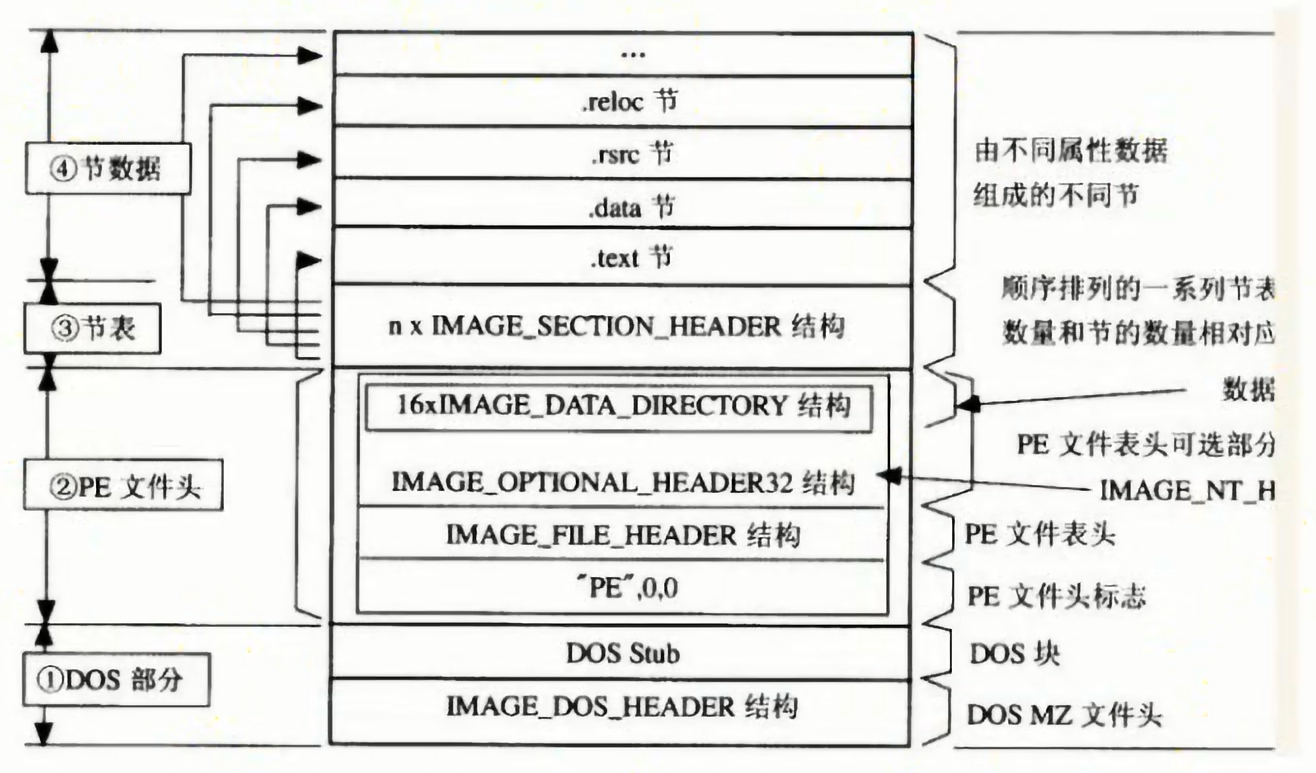 ...
.reloc 节
.rsrc 节
.data 节
.text 节
④节数据
由不同属性数据
组成的不同节
③节表
n x IMAGE_SECTION_HEADER 结构
顺序排列的一系列节表
数量和节的数量相对应
②PE 文件头
16xIMAGE_DATA_DIRECTORY 结构
IMAGE_OPTIONAL_HEADER32 结构
IMAGE_FILE_HEADER 结构
"PE",0,0
数据
PE 文件表头可选部分
IMAGE_NT_H
PE 文件表头
PE 文件头标志
①DOS 部分
DOS Stub
IMAGE_DOS_HEADER 结构
DOS 块
DOS MZ 文件头